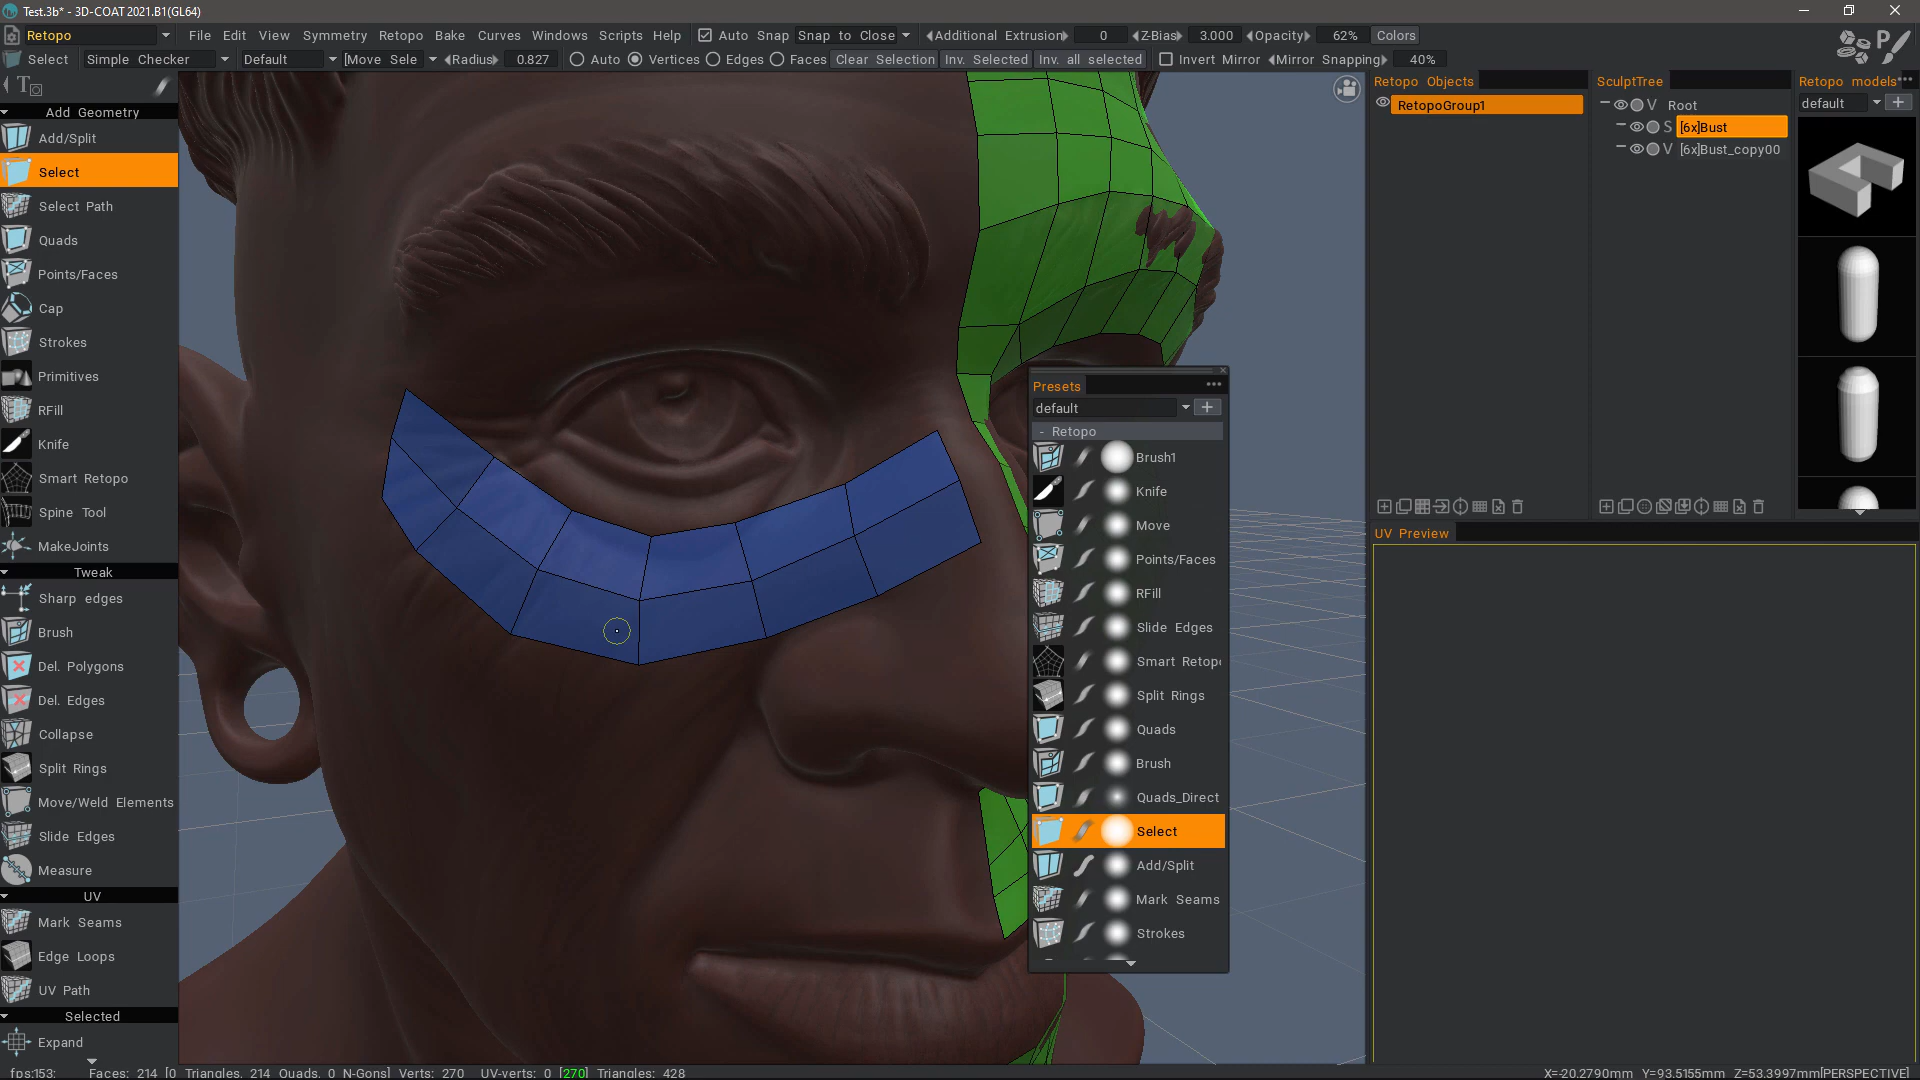 Test.3b* - 3D-COAT 2021.B1(GL64)
Retopo File Edit View Symmetry Retopo Bake Curves Windows Scripts Help Auto Snap Snap to Close Additional Extrusion 0 Z-Bias 3.000 Opacity 62% Colors
Select Simple Checker Default [Move Sele Radius 0.827 Auto Vertices Edges Faces Clear Selection Inv. Selected Inv. all selected Invert Mirror Mirror Snapping 40%
Add Geometry
Add/Split
Select
Select Path
Quads
Points/Faces
Cap
Strokes
Primitives
RFill
Knife
Smart Retopo
Spine Tool
MakeJoints
Tweak
Sharp edges
Brush
Del. Polygons
Del. Edges
Collapse
Split Rings
Move/Weld Elements
Slide Edges
Measure
UV
Mark Seams
Edge Loops
UV Path
Selected
Expand
Presets
default
- Retopo
Brush1
Knife
Move
Points/Faces
RFill
Slide Edges
Smart Retop
Split Rings
Quads
Brush
Quads_Direct
Select
Add/Split
Mark Seams
Strokes
Retopo Objects
RetopoGroup1
SculptTree
V Root
S [6x]Bust
V [6x]Bust_copy00
Retopo models
default
UV Preview
fps:153: Faces: 214 [0 Triangles, 214 Quads, 0 N-Gons] Verts: 270 UV-verts: 0 [270] Triangles: 428
X=-20.2790mm Y=93.5155mm Z=53.3997mm[PERSPECTIVE]